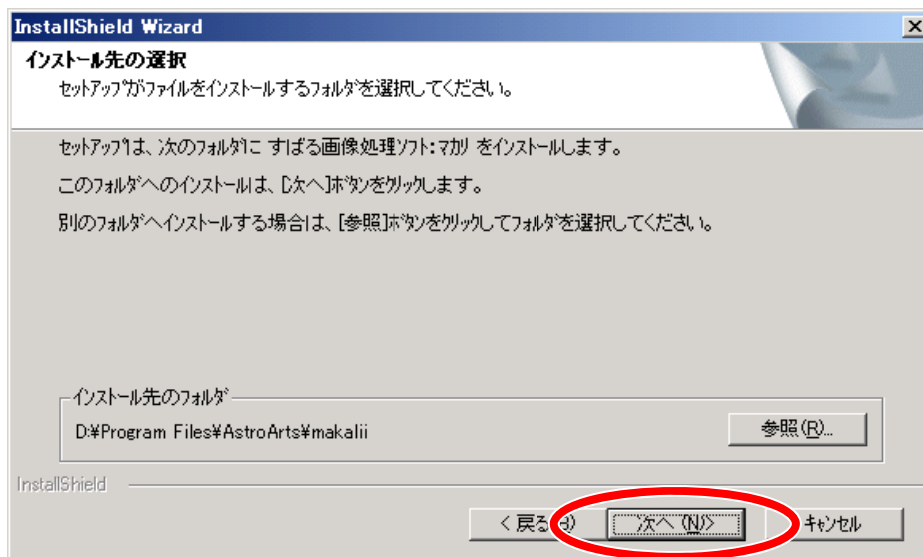 InstallShield Wizard
インストール先の選択
セットアップがファイルをインストールするフォルダを選択してください。
セットアップは、次のフォルダに すばる画像処理ソフト:マカリ をインストールします。
このフォルダへのインストールは、[次へ]ボタンをクリックします。
別のフォルダへインストールする場合は、[参照]ボタンをクリックしてフォルダを選択してください。
インストール先のフォルダ
D:¥Program Files¥AstroArts¥makalii
参照(R)...
InstallShield
< 戻る(B) 次へ (N)> キャンセル